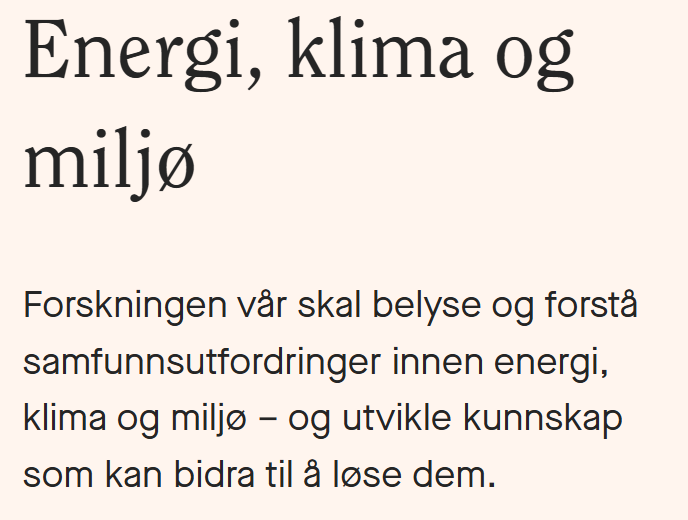 Energi, klima og
miljø
Forskningen vår skal belyse og forstå
samfunnsutfordringer innen energi,
klima og miljø – og utvikle kunnskap
som kan bidra til å løse dem.